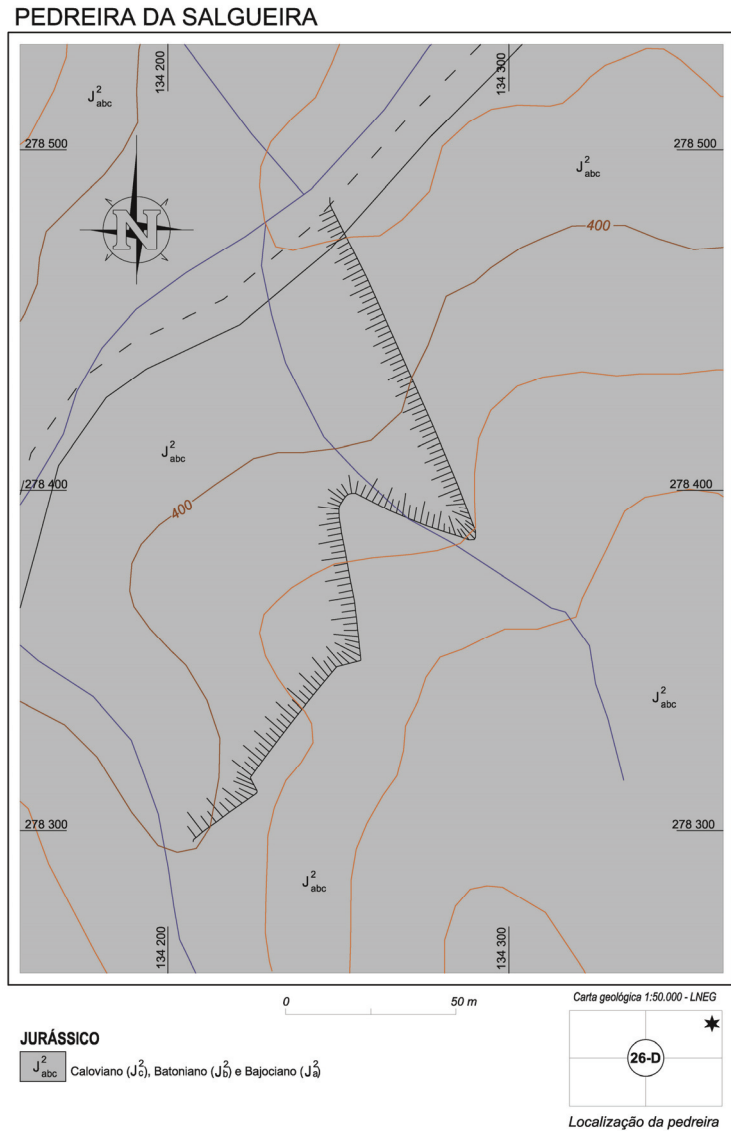 PEDREIRA DA SALGUEIRA
134 200
134 300
J²abc
278 500
278 500
J²abc
N
400
J²abc
278 400
278 400
400
J²abc
278 300
278 300
J²abc
134 200
134 300
0 50 m
Carta geológica 1:50.000 - LNEG
JURÁSSICO
J²abc Caloviano (J²c), Batoniano (J²b) e Bajociano (J²a)
26-D
Localização da pedreira